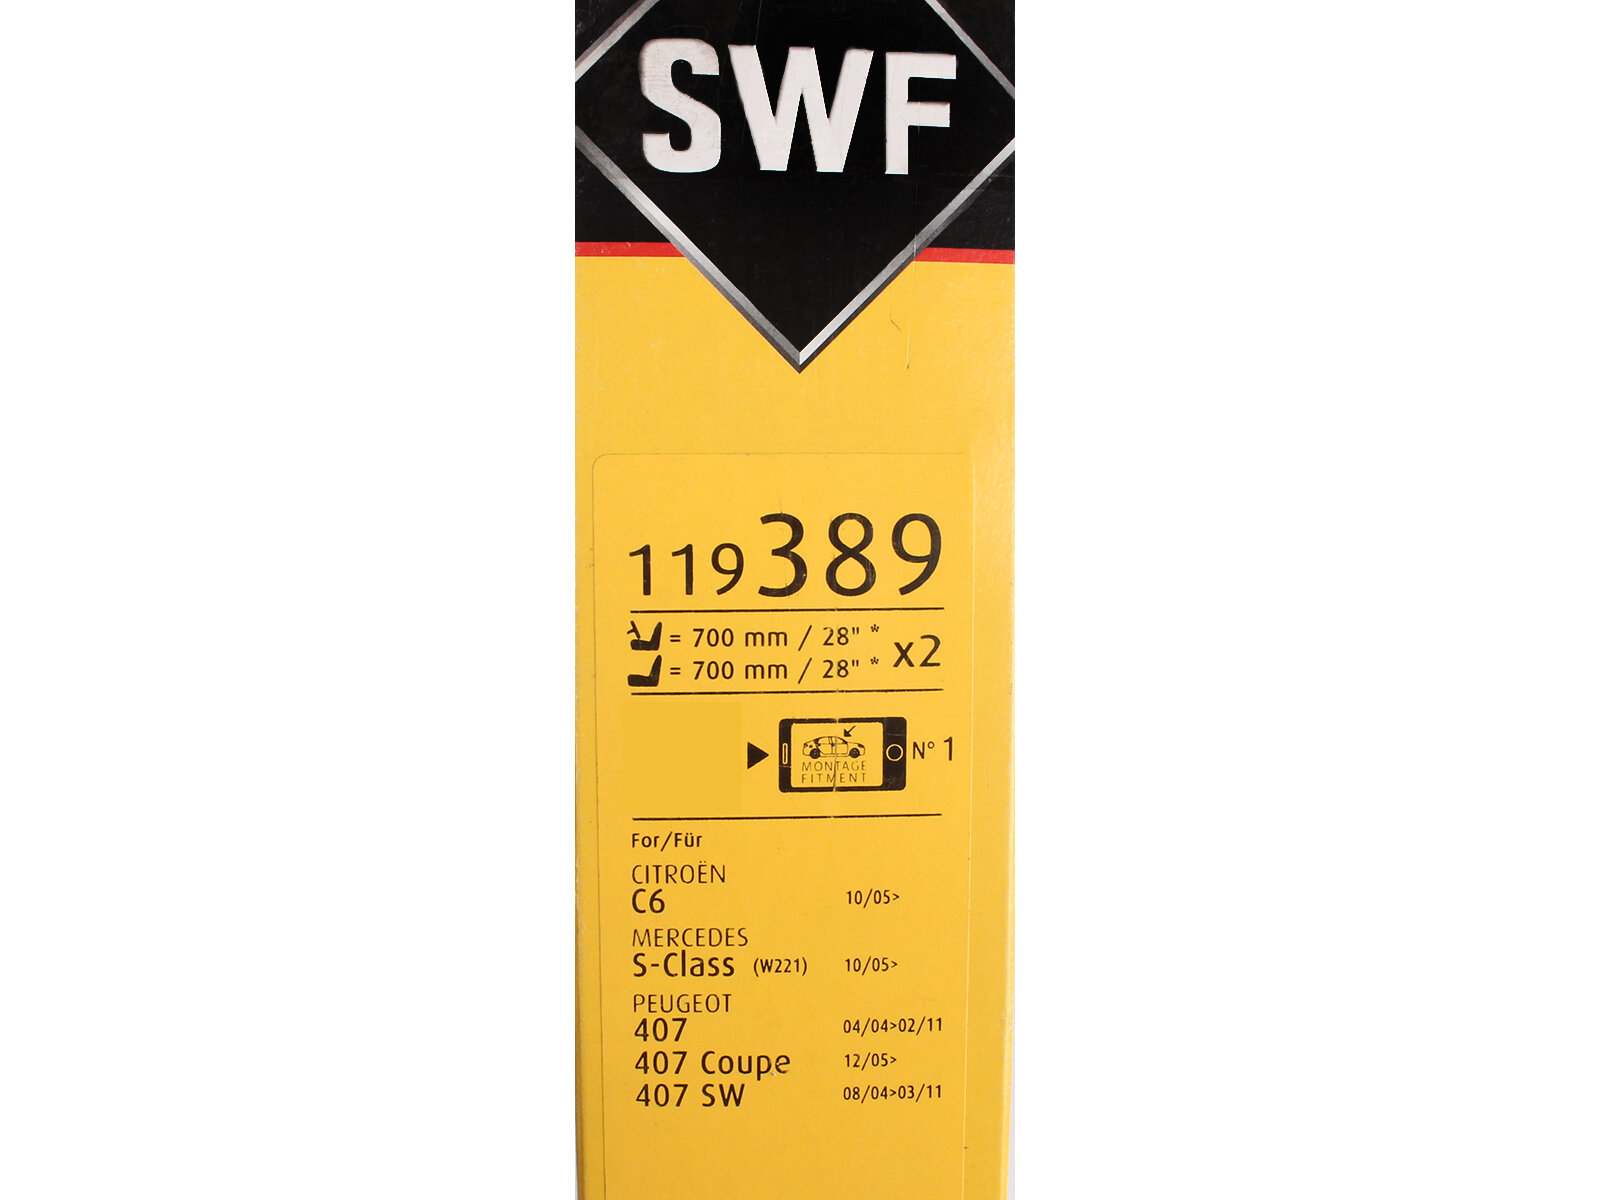 SWF
119389
= 700 mm / 28" *
= 700 mm / 28" *
x2
MONTAGE
FITMENT
N° 1
For/Für
CITROËN
C6 10/05>
MERCEDES
S-Class (W221) 10/05>
PEUGEOT
407 04/04>02/11
407 Coupe 12/05>
407 SW 08/04>03/11